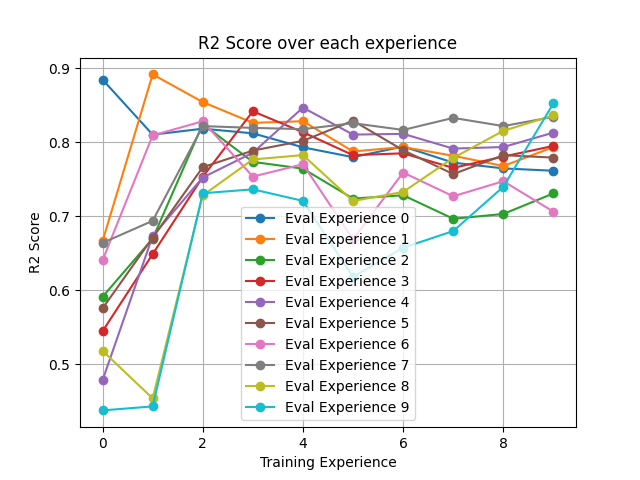 R2 Score over each experience
0.9
0.8
0.7
0.6
0.5
R2 Score
Eval Experience 0
Eval Experience 1
Eval Experience 2
Eval Experience 3
Eval Experience 4
Eval Experience 5
Eval Experience 6
Eval Experience 7
Eval Experience 8
Eval Experience 9
0 2 4 6 8
Training Experience